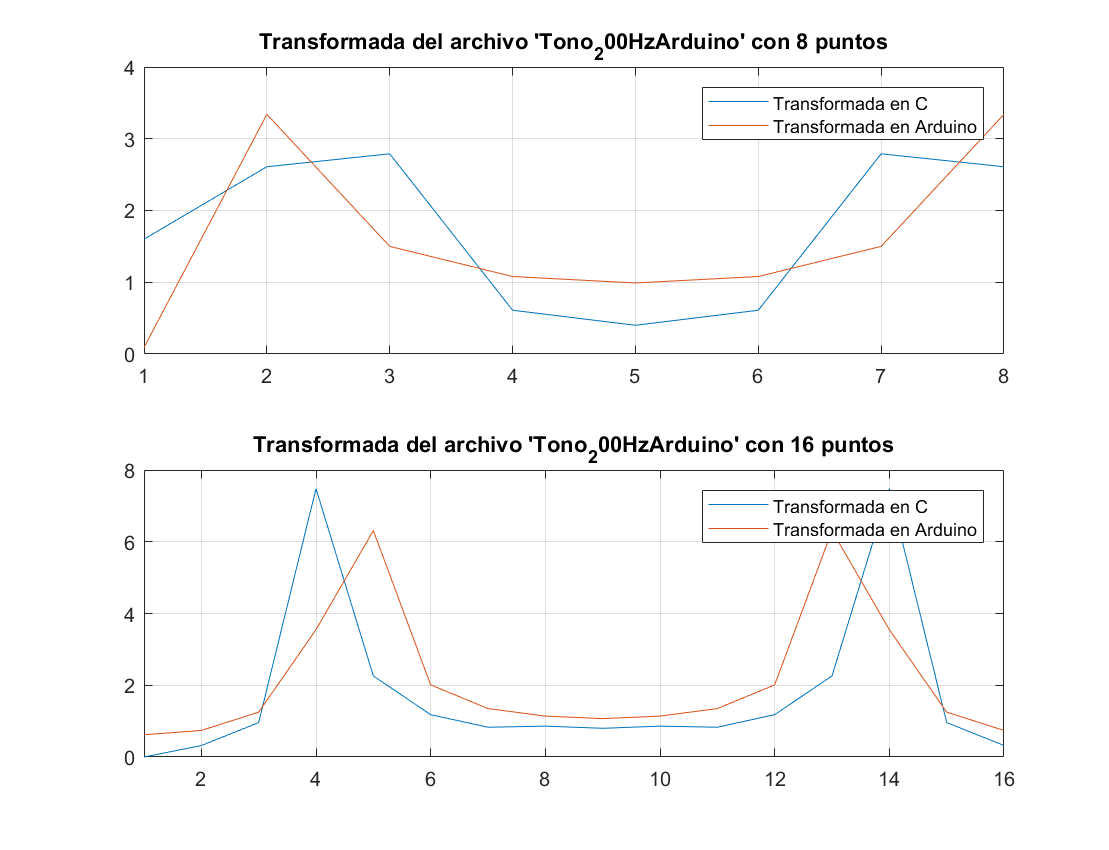 Transformada del archivo 'Tono200HzArduino' con 8 puntos
4
3
2
1
0
Transformada en C
Transformada en Arduino
1 2 3 4 5 6 7 8
Transformada del archivo 'Tono200HzArduino' con 16 puntos
8
6
4
2
0
Transformada en C
Transformada en Arduino
2 4 6 8 10 12 14 16